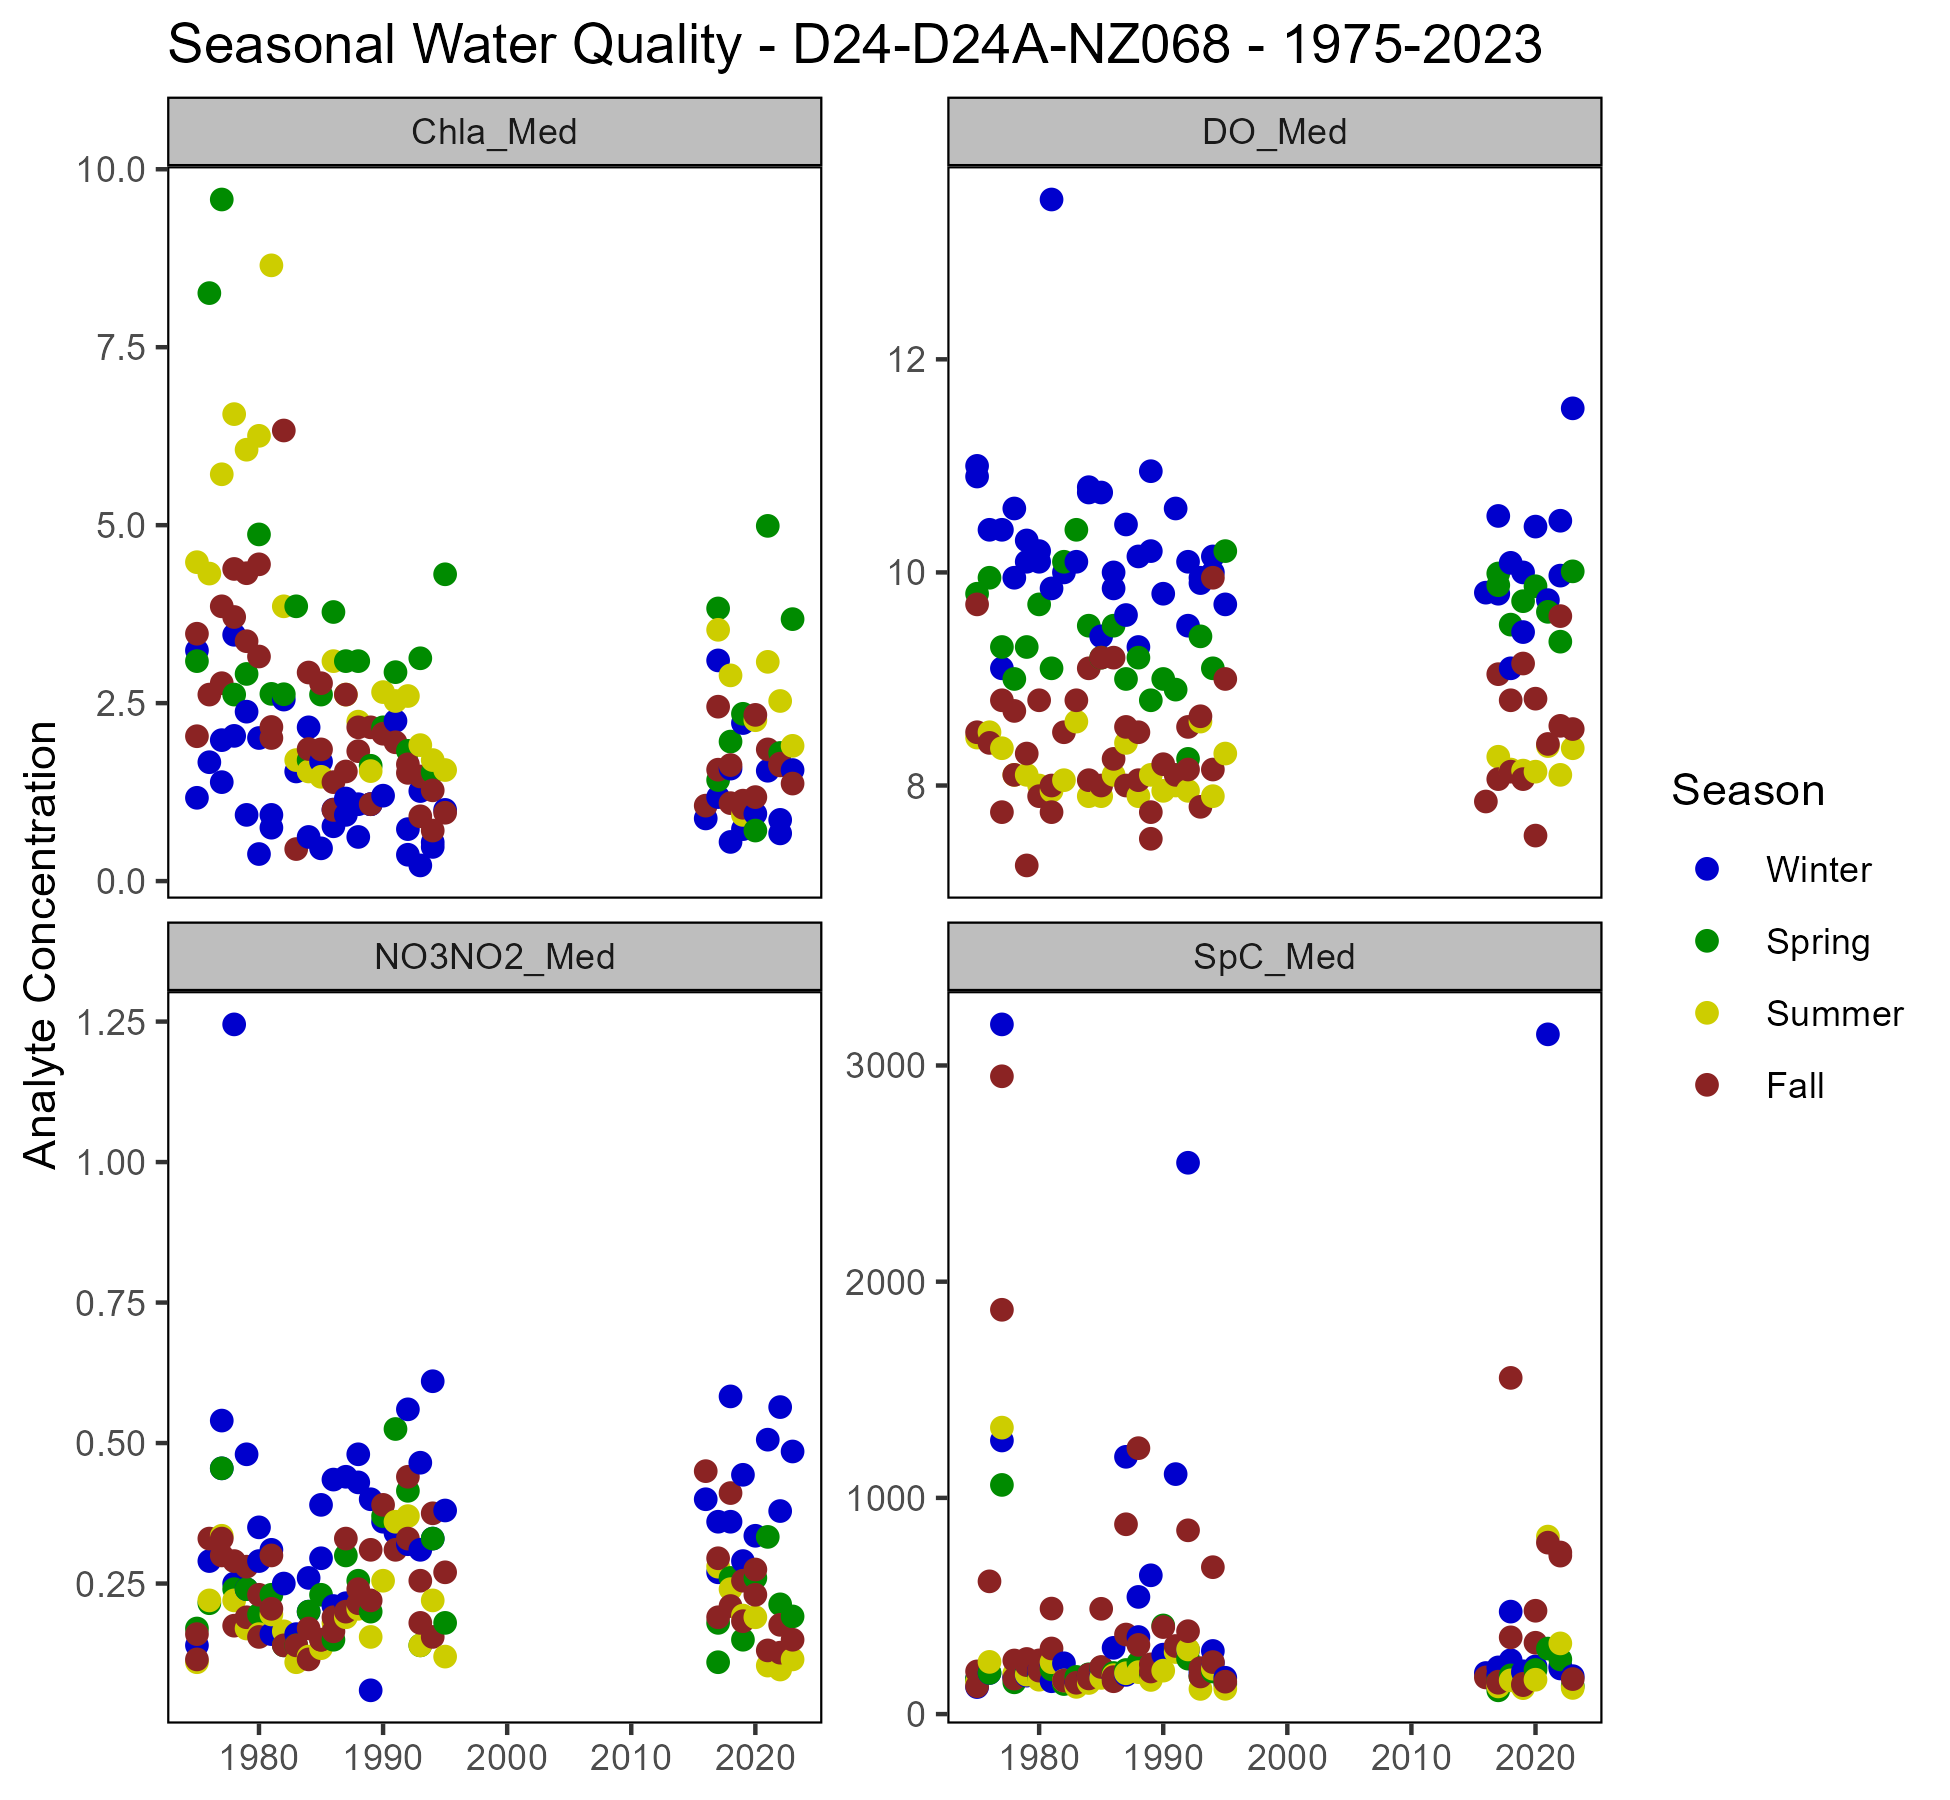 Seasonal Water Quality - D24-D24A-NZ068 - 1975-2023
Chla_Med
DO_Med
10.0
7.5
5.0
2.5
0.0
12
10
8
NO3NO2_Med
SpC_Med
1.25
1.00
0.75
0.50
0.25
3000
2000
1000
0
1980 1990 2000 2010 2020
1980 1990 2000 2010 2020
Analyte Concentration
Season
Winter
Spring
Summer
Fall